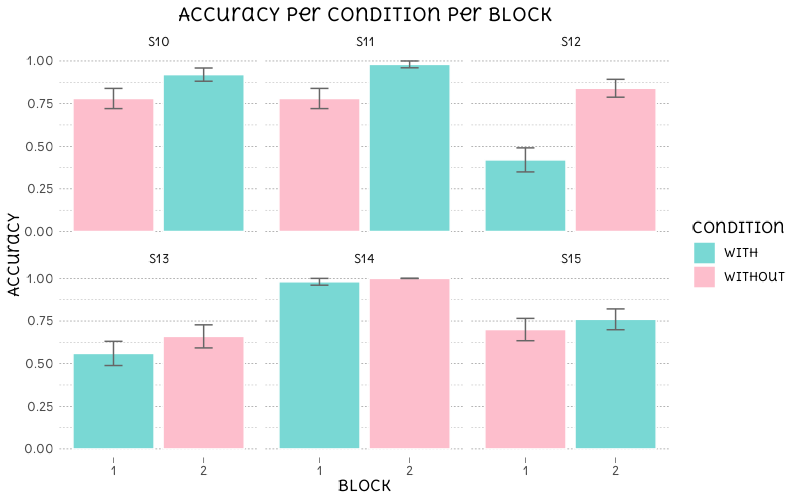 ACCURACY PER CONDITION PER BLOCK
S10 S11 S12
1.00
0.75
0.50
0.25
0.00
S13 S14 S15
1.00
0.75
0.50
0.25
0.00
1 2 1 2 1 2
BLOCK
ACCURACY
CONDITION
WITH
WITHOUT